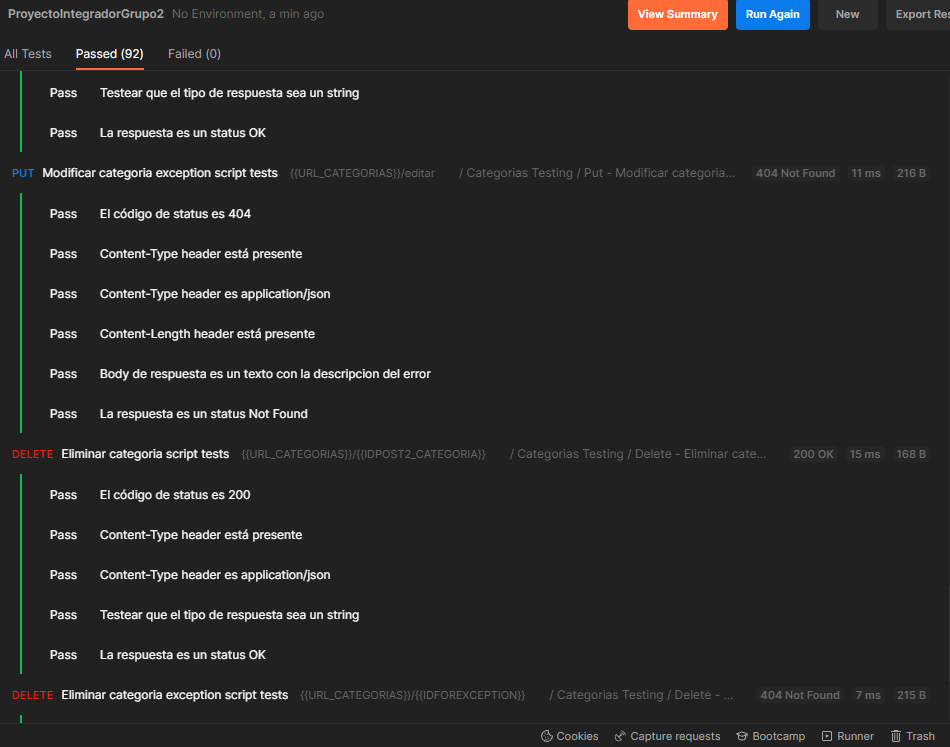 ProyectoIntegradorGrupo2 No Environment, a min ago View Summary Run Again New Export Res
All Tests Passed (92) Failed (0)
Pass Testear que el tipo de respuesta sea un string
Pass La respuesta es un status OK
PUT Modificar categoria exception script tests {{URL_CATEGORIAS}}/editar / Categorias Testing / Put - Modificar categoria... 404 Not Found 11 ms 216 B
Pass El código de status es 404
Pass Content-Type header está presente
Pass Content-Type header es application/json
Pass Content-Length header está presente
Pass Body de respuesta es un texto con la descripcion del error
Pass La respuesta es un status Not Found
DELETE Eliminar categoria script tests {{URL_CATEGORIAS}}/{{IDPOST2_CATEGORIA}} / Categorias Testing / Delete - Eliminar cate... 200 OK 15 ms 168 B
Pass El código de status es 200
Pass Content-Type header está presente
Pass Content-Type header es application/json
Pass Testear que el tipo de respuesta sea un string
Pass La respuesta es un status OK
DELETE Eliminar categoria exception script tests {{URL_CATEGORIAS}}/{{IDFOREXCEPTION}} / Categorias Testing / Delete - ... 404 Not Found 7 ms 215 B
Cookies Capture requests Bootcamp Runner Trash